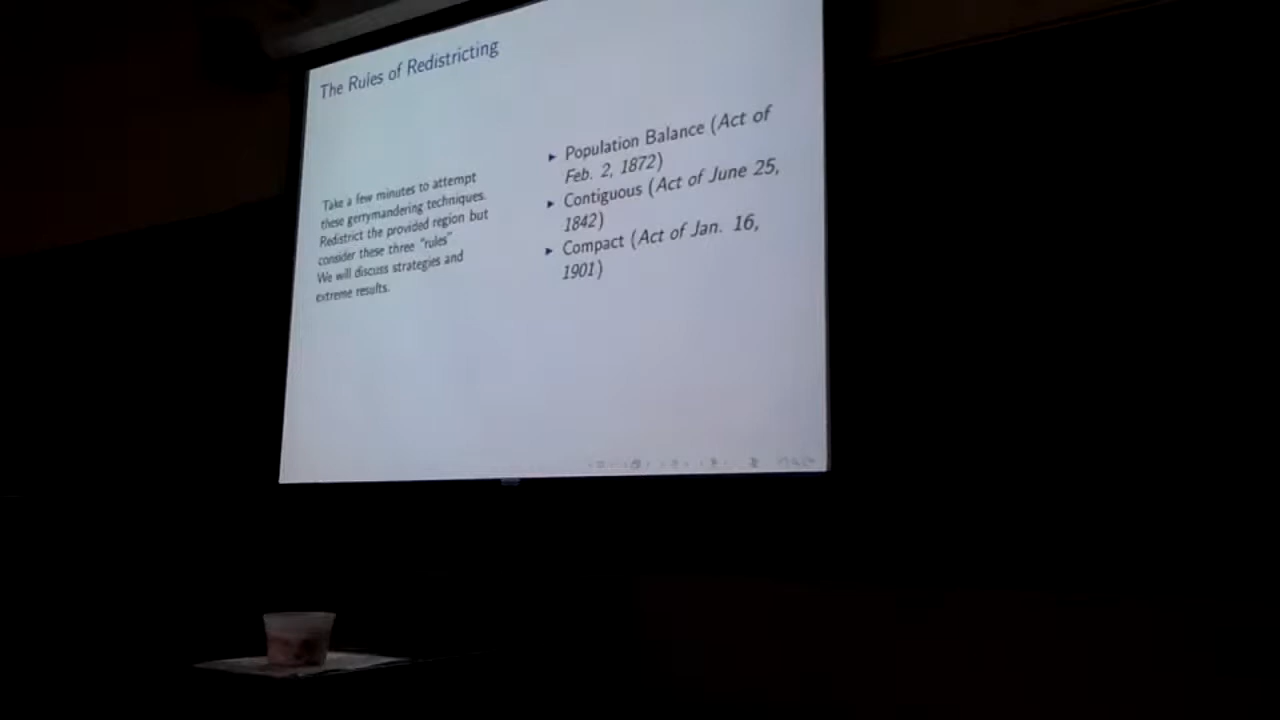 The Rules of Redistricting
Take a few minutes to attempt
these gerrymandering techniques.
Redistrict the provided region but
consider these three "rules"
We will discuss strategies and
extreme results.
Population Balance (Act of
Feb. 2, 1872)
Contiguous (Act of June 25,
1842)
Compact (Act of Jan. 16,
1901)